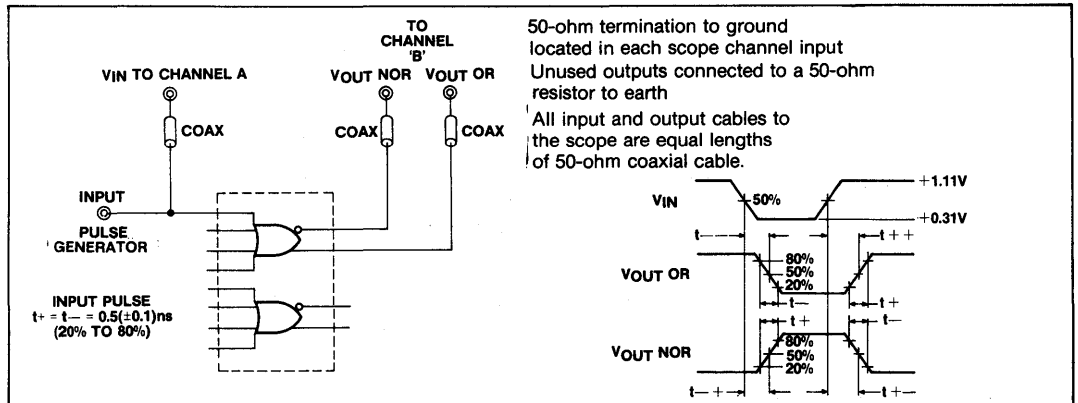 TO
CHANNEL
'B'
VIN TO CHANNEL A
VOUT NOR VOUT OR
COAX
COAX
COAX
INPUT
PULSE
GENERATOR
INPUT PULSE
t+ = t— = 0.5(±0.1)ns
(20% TO 80%)
50-ohm termination to ground
located in each scope channel input
Unused outputs connected to a 50-ohm
resistor to earth
All input and output cables to
the scope are equal lengths
of 50-ohm coaxial cable.
VIN
50%
+1.11V
+0.31V
t——
t++
VOUT OR
80%
50%
20%
t—
t+
t+
t—
VOUT NOR
80%
50%
20%
t—+
t+—